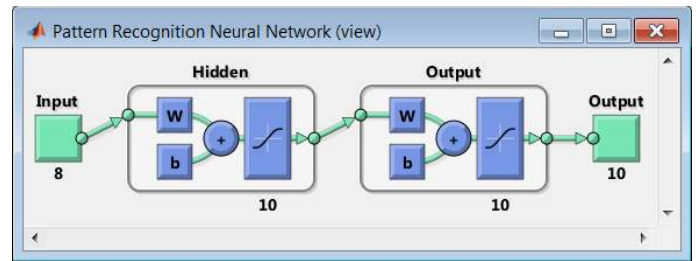 Pattern Recognition Neural Network (view)
Hidden
Output
Input
Output
W
b
+
W
b
+
8
10
10
10